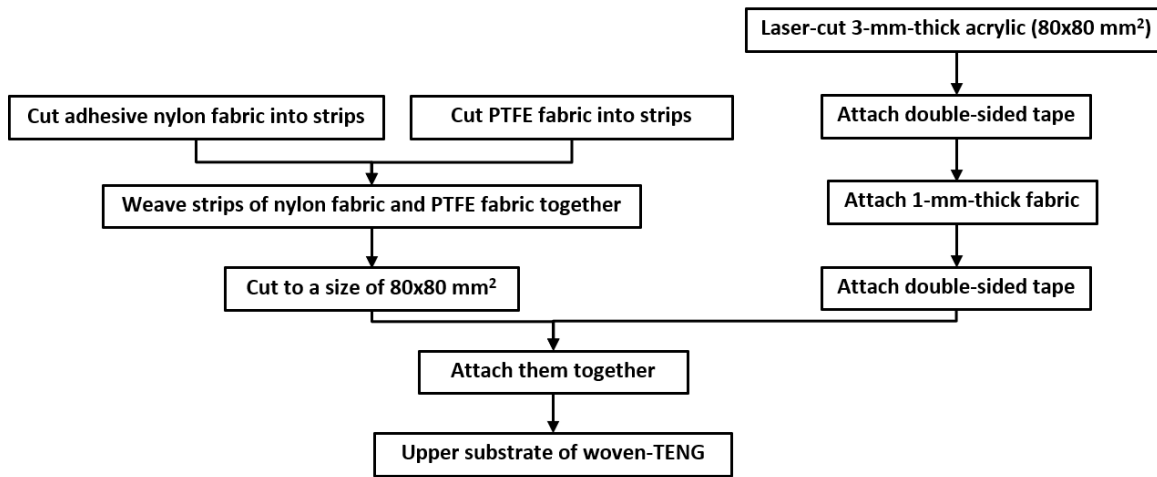 Laser-cut 3-mm-thick acrylic (80x80 mm²)
Cut adhesive nylon fabric into strips
Cut PTFE fabric into strips
Attach double-sided tape
Weave strips of nylon fabric and PTFE fabric together
Attach 1-mm-thick fabric
Cut to a size of 80x80 mm²
Attach double-sided tape
Attach them together
Upper substrate of woven-TENG